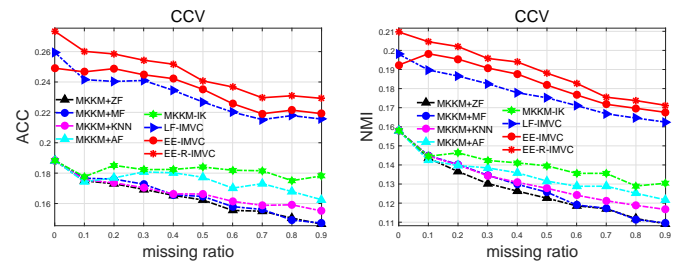 CCV
ACC
0.26
0.24
0.22
0.2
0.18
0.16
MKKM+ZF
MKKM+MF
MKKM+KNN
MKKM+AF
MKKM-IK
LF-IMVC
EE-IMVC
EE-R-IMVC
0 0.1 0.2 0.3 0.4 0.5 0.6 0.7 0.8 0.9
missing ratio
CCV
NMI
0.21
0.2
0.19
0.18
0.17
0.16
0.15
0.14
0.13
0.12
0.11
MKKM+ZF
MKKM+MF
MKKM+KNN
MKKM+AF
MKKM-IK
LF-IMVC
EE-IMVC
EE-R-IMVC
0 0.1 0.2 0.3 0.4 0.5 0.6 0.7 0.8 0.9
missing ratio